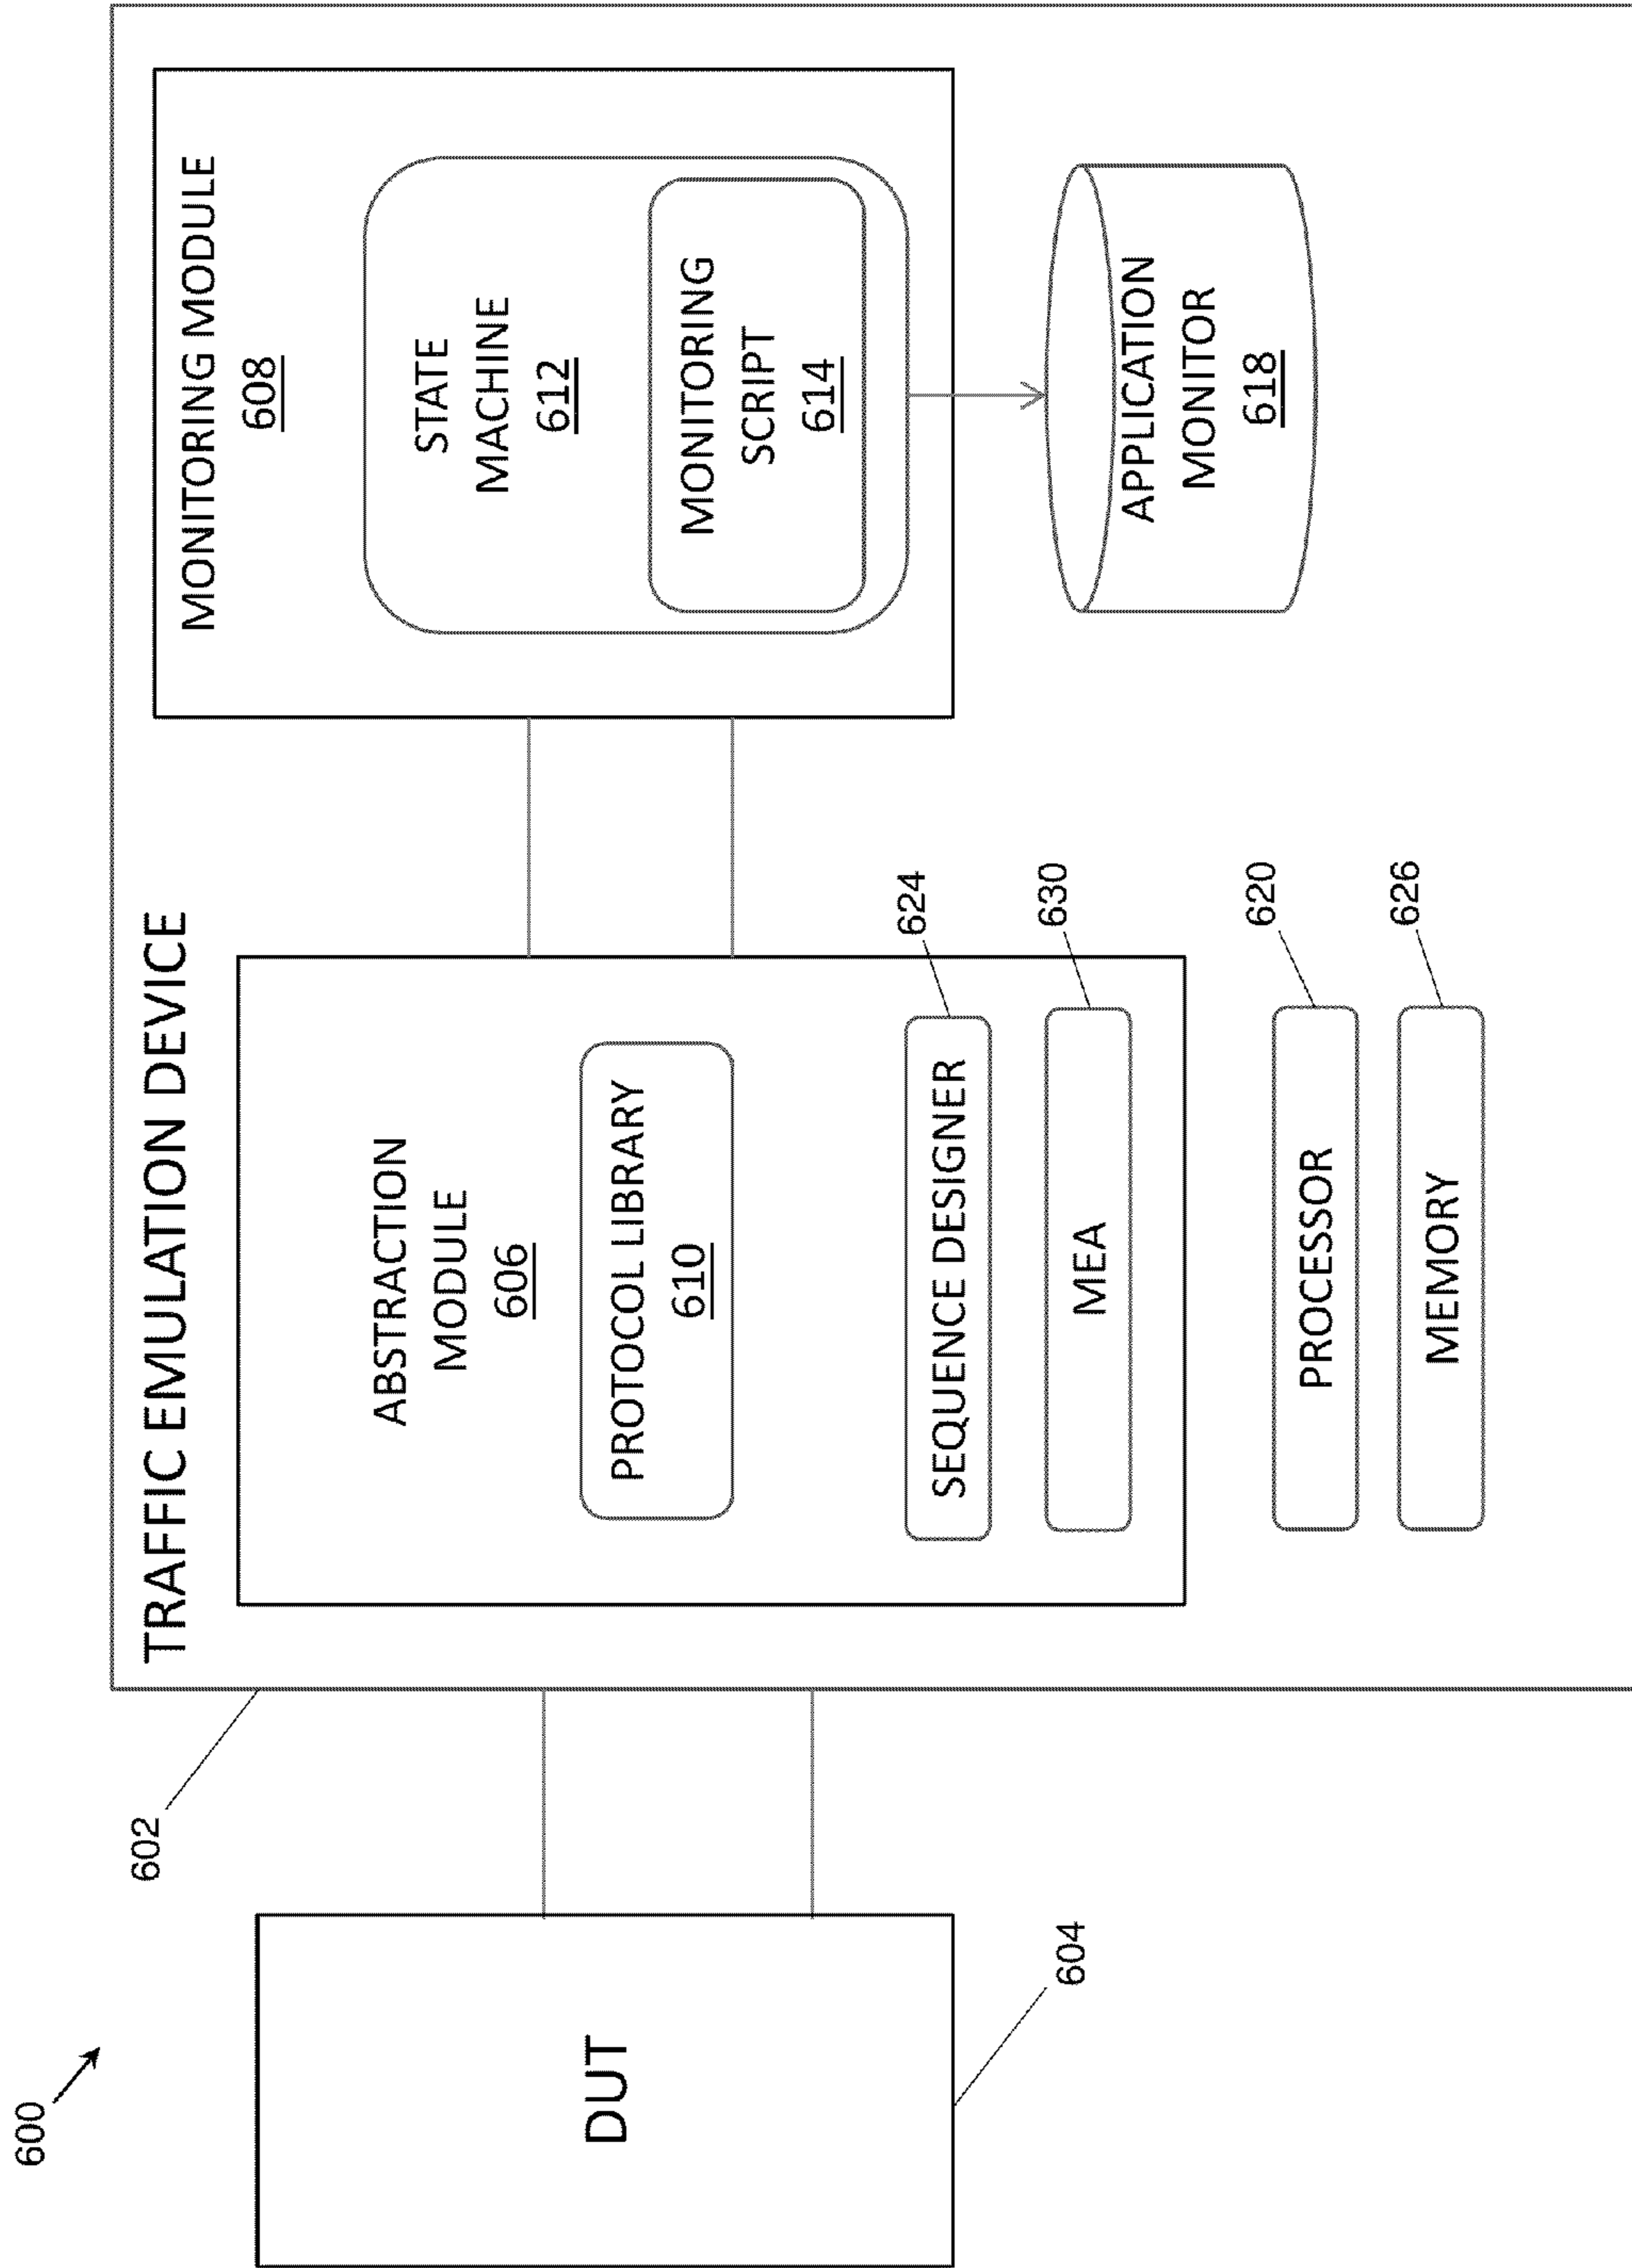 600
602
TRAFFIC EMULATION DEVICE
DUT
604
ABSTRACTION
MODULE
606
PROTOCOL LIBRARY
610
SEQUENCE DESIGNER
624
MEA
630
PROCESSOR
620
MEMORY
626
MONITORING MODULE
608
STATE
MACHINE
612
MONITORING
SCRIPT
614
APPLICATION
MONITOR
618